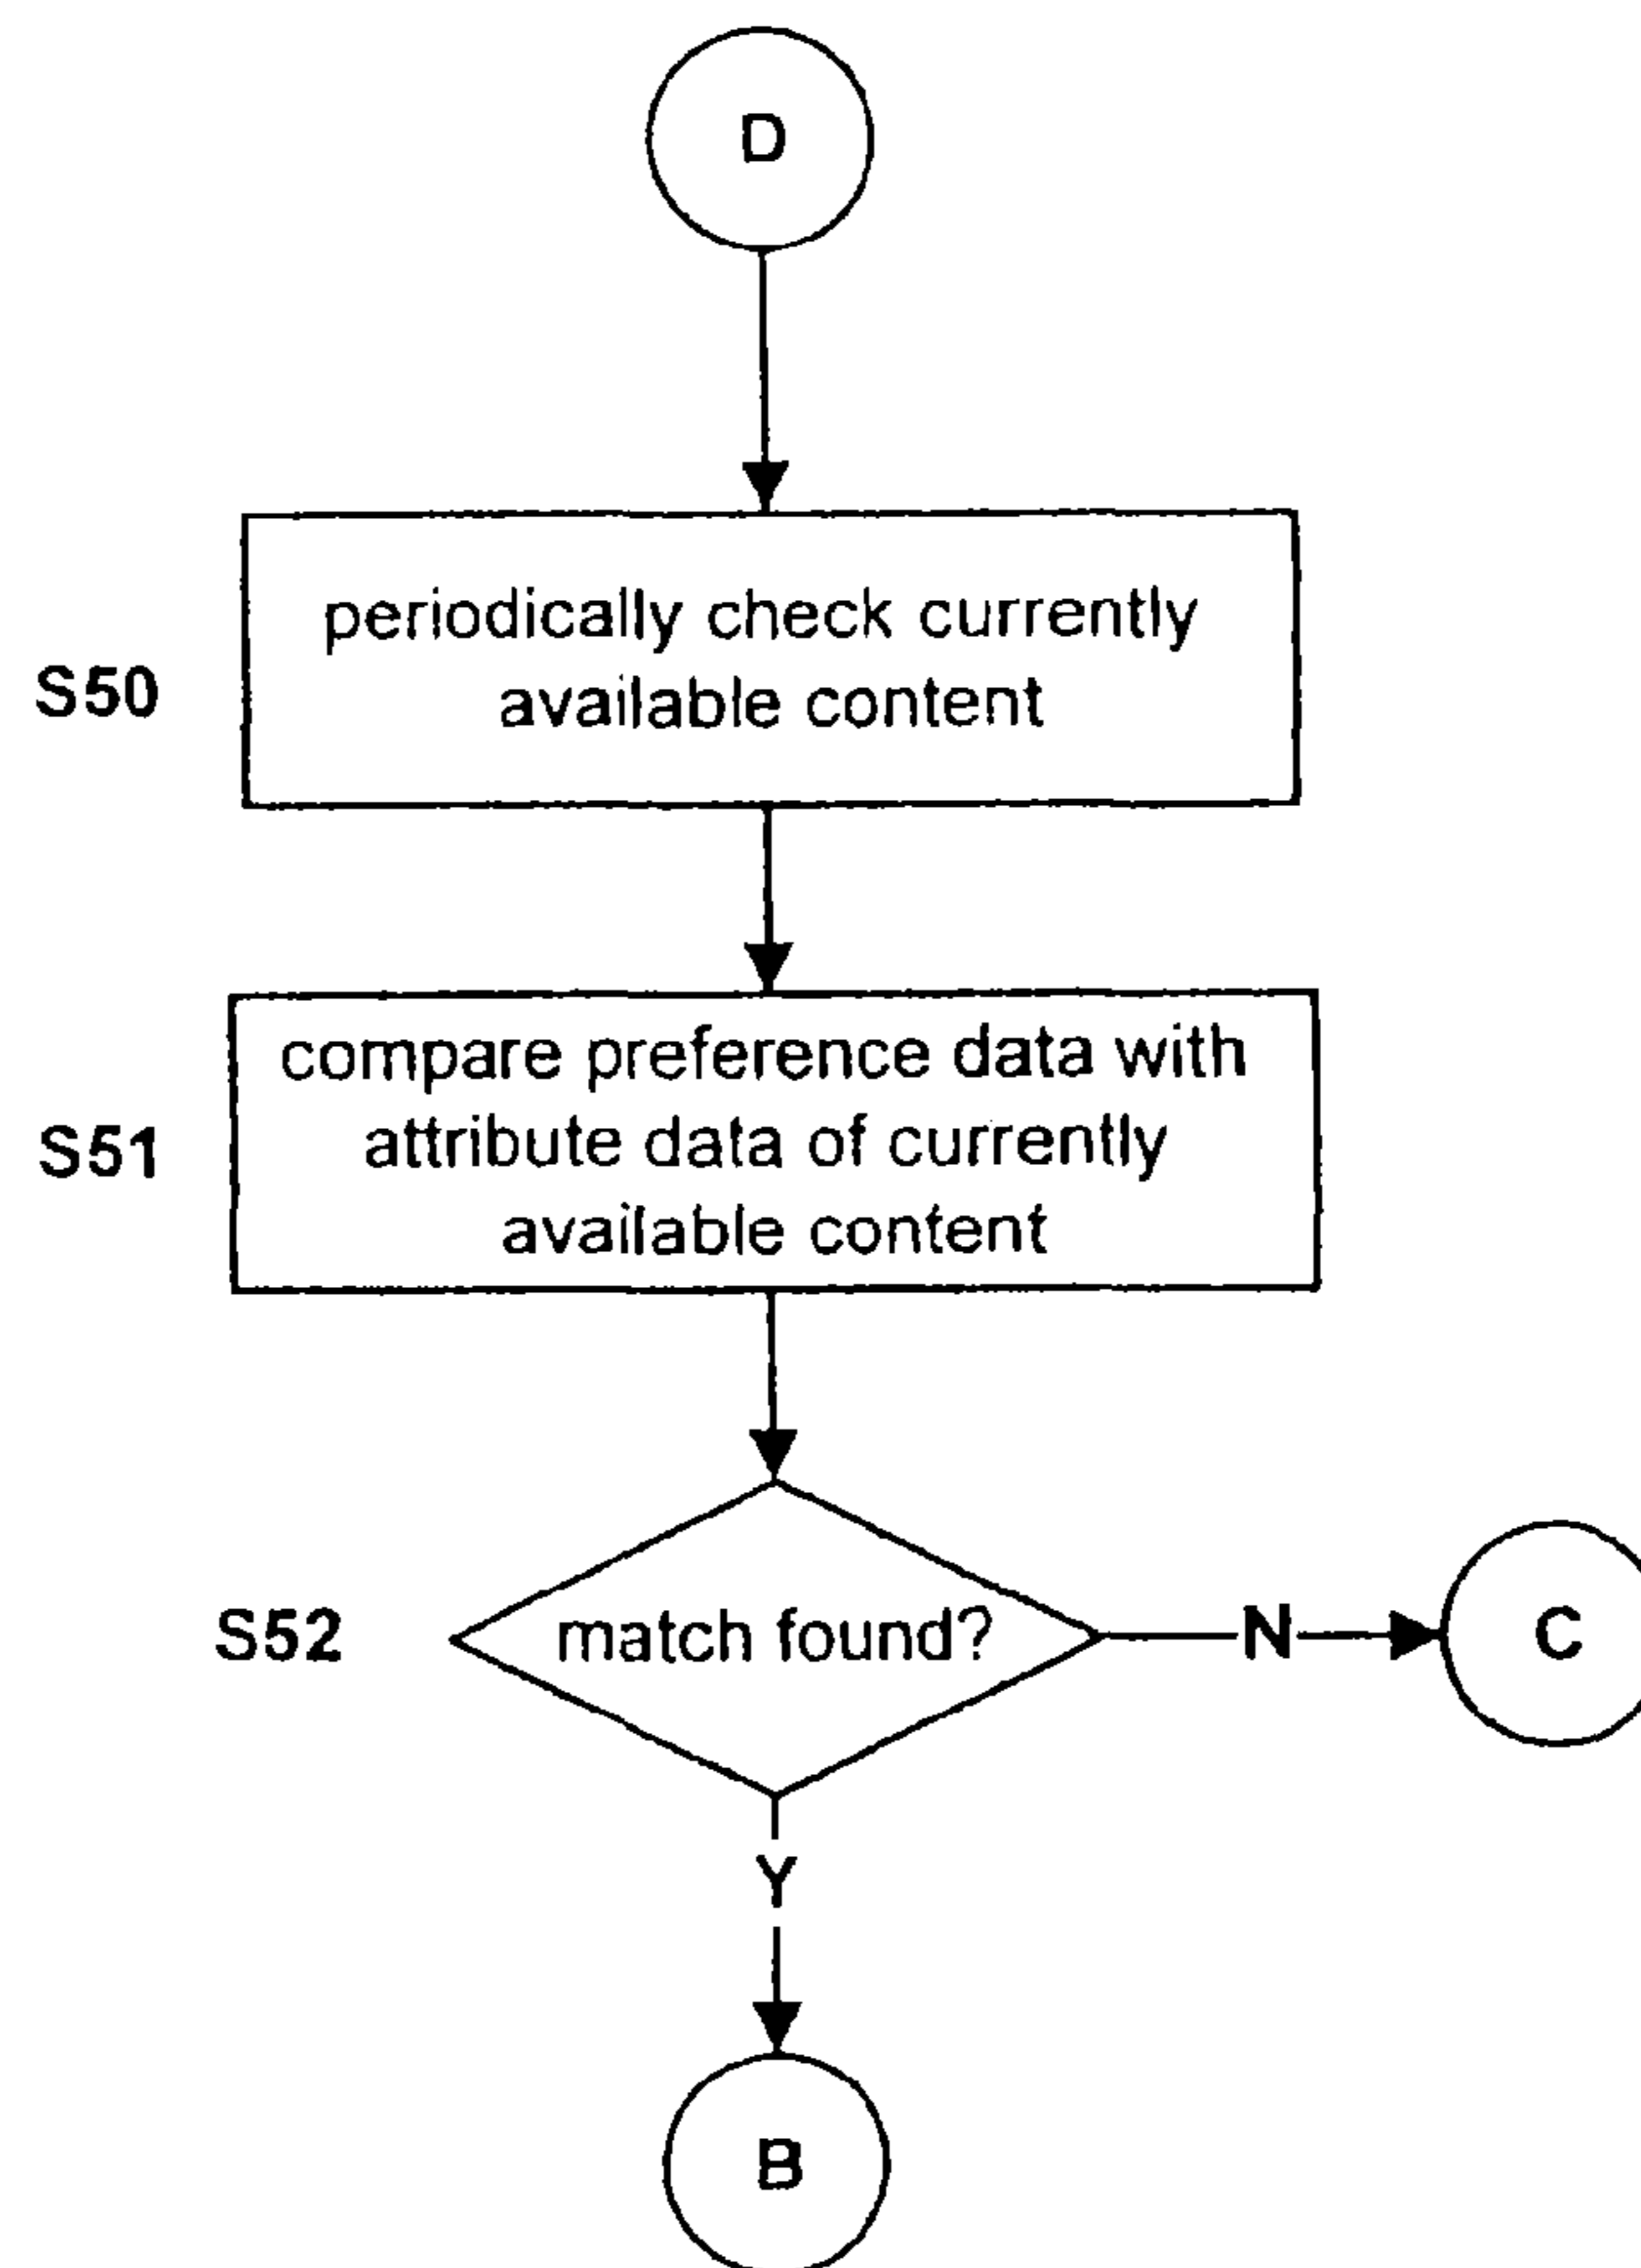 D
S50
periodically check currently
available content
S51
compare preference data with
attribute data of currently
available content
S52
match found?
N
C
Y
B